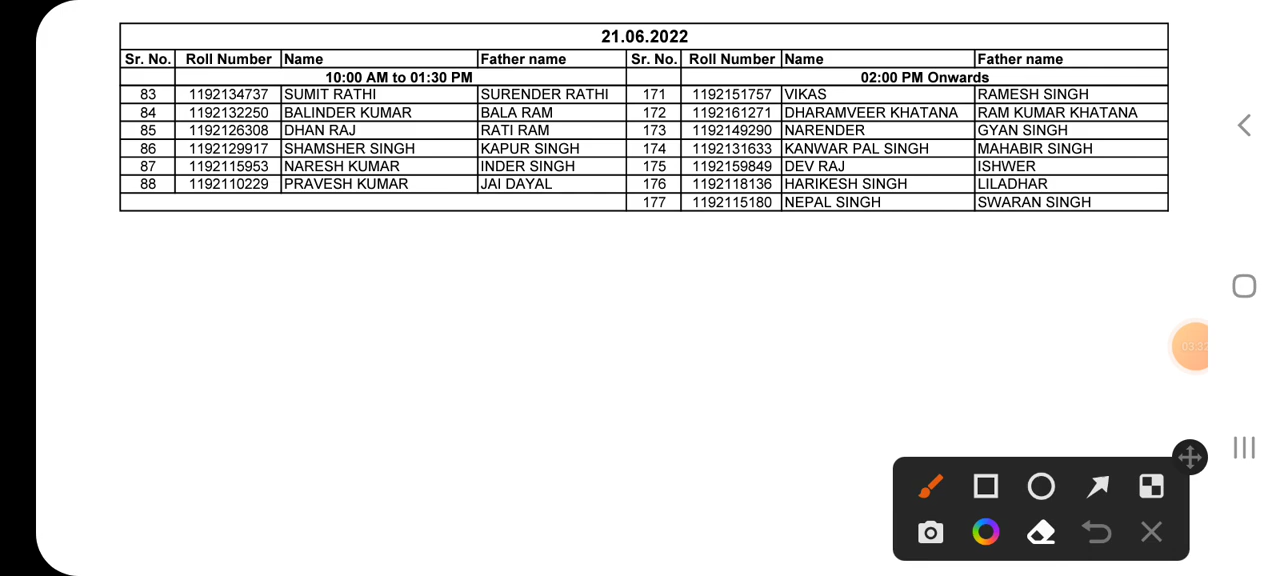 21.06.2022
Sr. No. Roll Number Name Father name Sr. No. Roll Number Name Father name
10:00 AM to 01:30 PM 02:00 PM Onwards
83 1192134737 SUMIT RATHI SURENDER RATHI 171 1192151757 VIKAS RAMESH SINGH
84 1192132250 BALINDER KUMAR BALA RAM 172 1192161271 DHARAMVEER KHATANA RAM KUMAR KHATANA
85 1192126308 DHAN RAJ RATI RAM 173 1192149290 NARENDER GYAN SINGH
86 1192129917 SHAMSHER SINGH KAPUR SINGH 174 1192131633 KANWAR PAL SINGH MAHABIR SINGH
87 1192115953 NARESH KUMAR INDER SINGH 175 1192159849 DEV RAJ ISHWER
88 1192110229 PRAVESH KUMAR JAI DAYAL 176 1192118136 HARIKESH SINGH LILADHAR
177 1192115180 NEPAL SINGH SWARAN SINGH